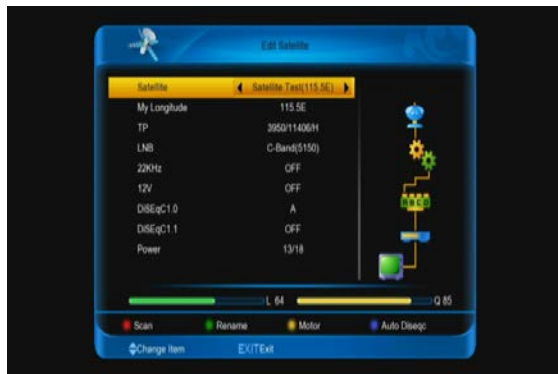 Edit Satellite
Satellite Satellite Test(115.5E)
My Longitude 115.5E
TP 3950/11406/H
LNB C-Band(5150)
22KHz OFF
12V OFF
DiSEqC1.0 A
DiSEqC1.1 OFF
Power 13/18
L 64 Q 85
Scan Rename Motor Auto Diseqc
Change Item EXIT Exit